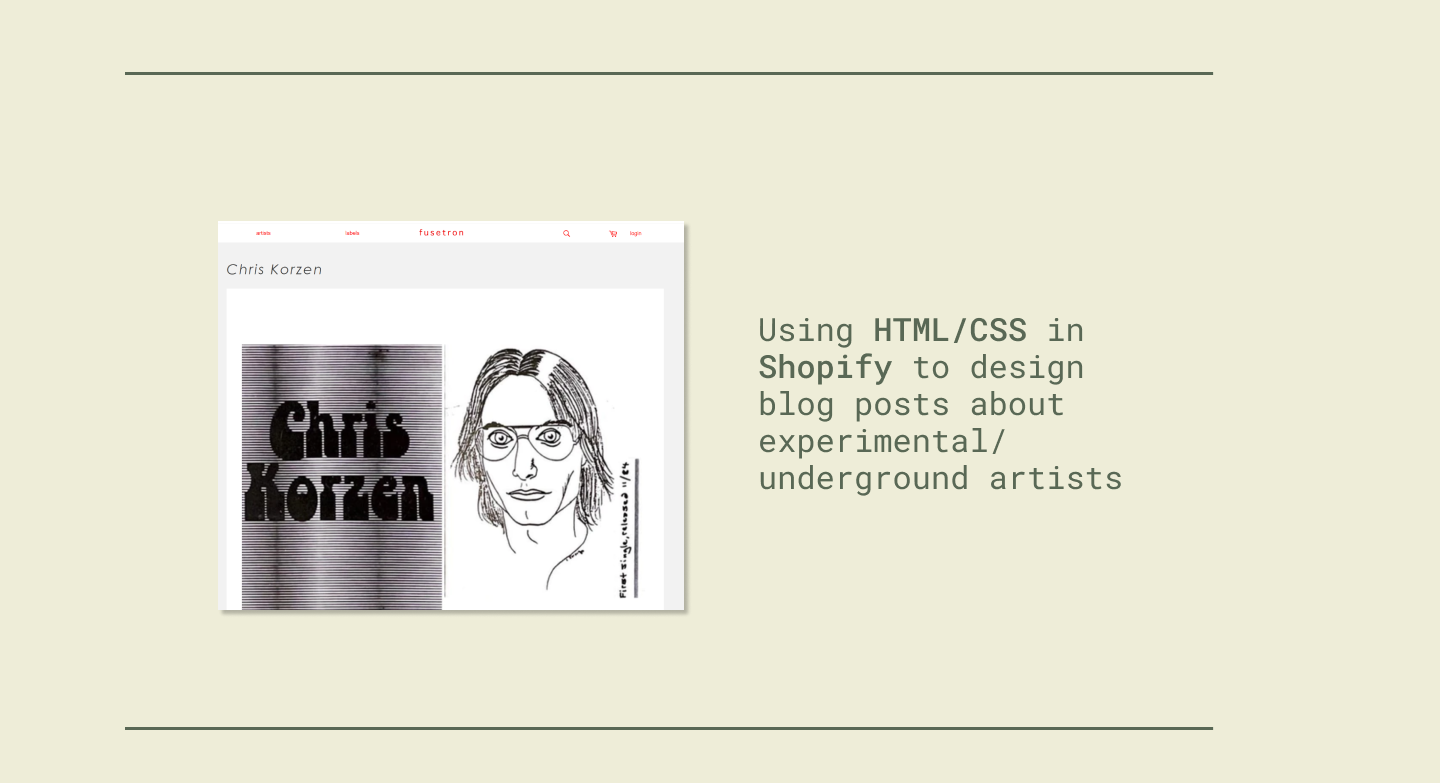 artists labels fusetron login
Chris Korzen
Chris
Korzen
First single, released 11/84
Using HTML/CSS in
Shopify to design
blog posts about
experimental/
underground artists